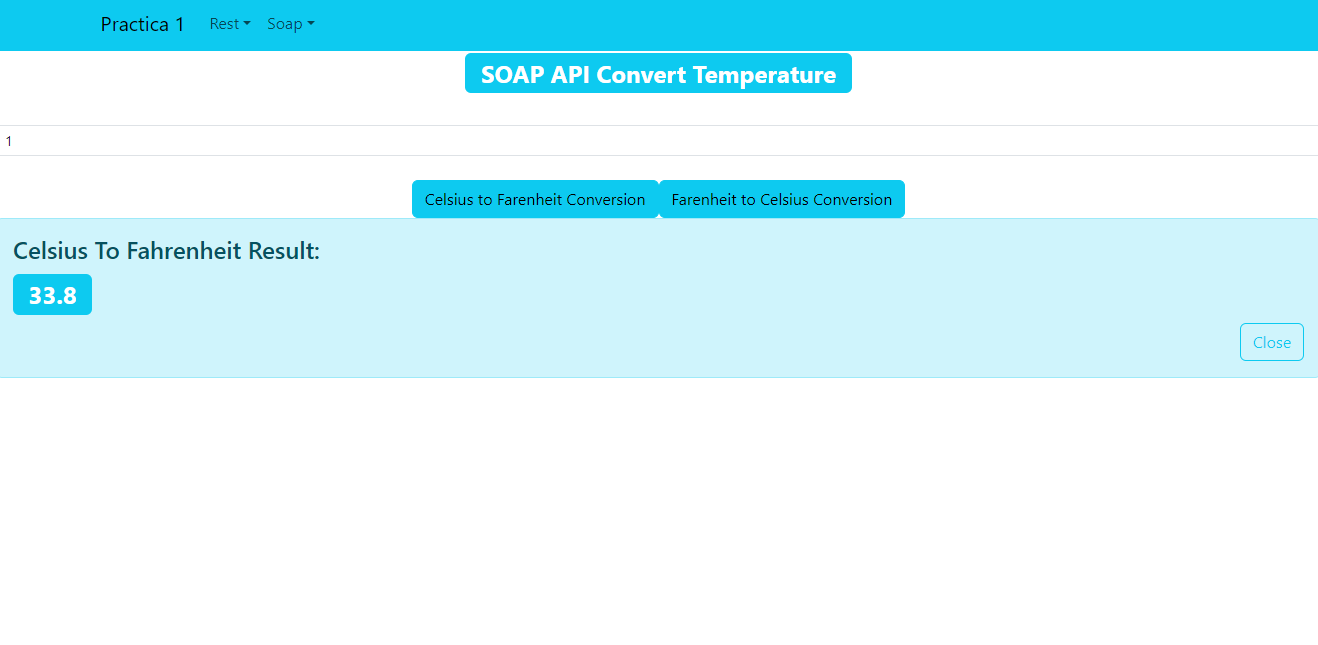 Practica 1 Rest Soap
SOAP API Convert Temperature
1
Celsius to Farenheit Conversion Farenheit to Celsius Conversion
Celsius To Fahrenheit Result:
33.8
Close